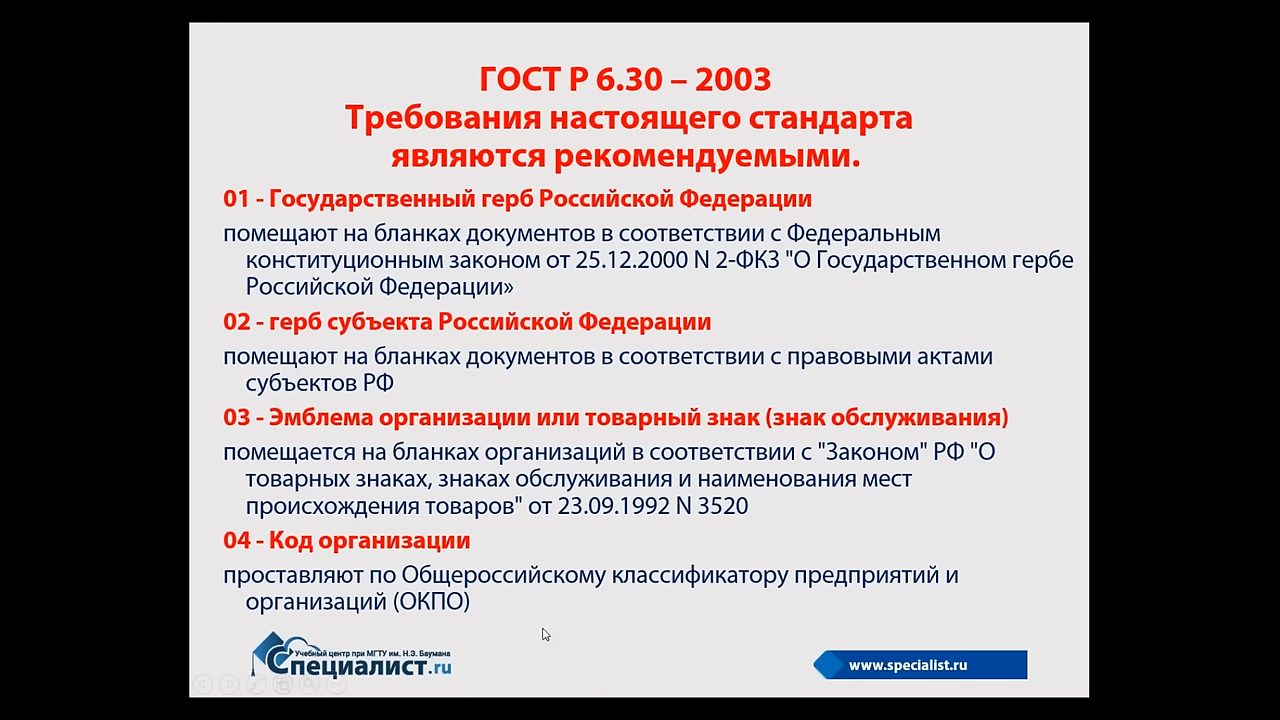 ГОСТ Р 6.30 – 2003
Требования настоящего стандарта
являются рекомендуемыми.
01 - Государственный герб Российской Федерации
помещают на бланках документов в соответствии с Федеральным
конституционным законом от 25.12.2000 N 2-ФКЗ "О Государственном гербе
Российской Федерации»
02 - герб субъекта Российской Федерации
помещают на бланках документов в соответствии с правовыми актами
субъектов РФ
03 - Эмблема организации или товарный знак (знак обслуживания)
помещается на бланках организаций в соответствии с "Законом" РФ "О
товарных знаках, знаках обслуживания и наименования мест
происхождения товаров" от 23.09.1992 N 3520
04 - Код организации
проставляют по Общероссийскому классификатору предприятий и
организаций (ОКПО)
Учебный центр при МГТУ им. Н.Э. Баумана
Специалист.ru
www.specialist.ru